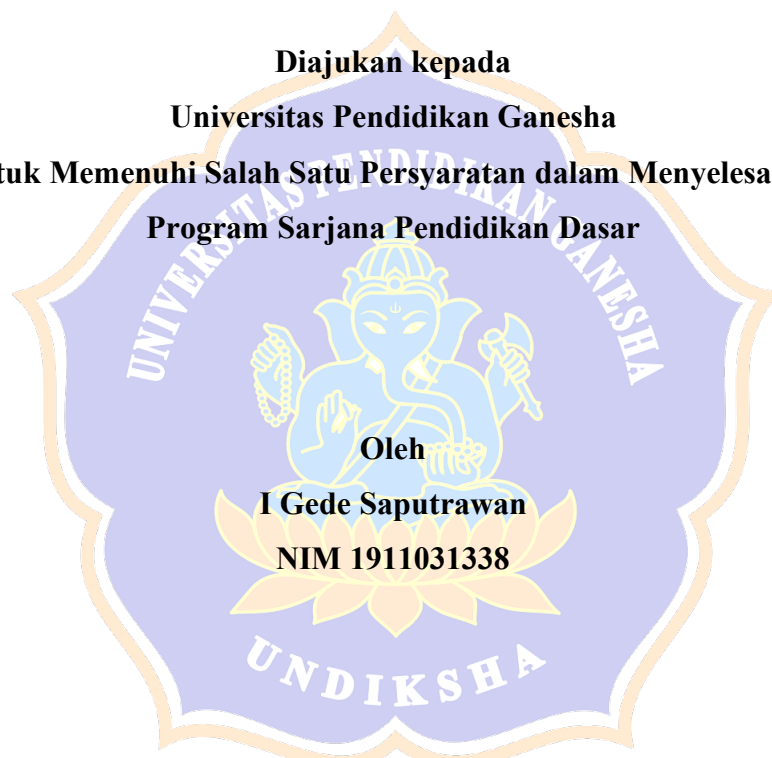 Diajukan kepada
Universitas Pendidikan Ganesha
Memenuhi Salah Satu Persyaratan dalam
Program Sarjana Pendidikan Dasar
UNIVERSITAS PENDIDIKAN GANESHA
Oleh
I Gede Saputrawan
NIM 1911031338
UNDIKSHA